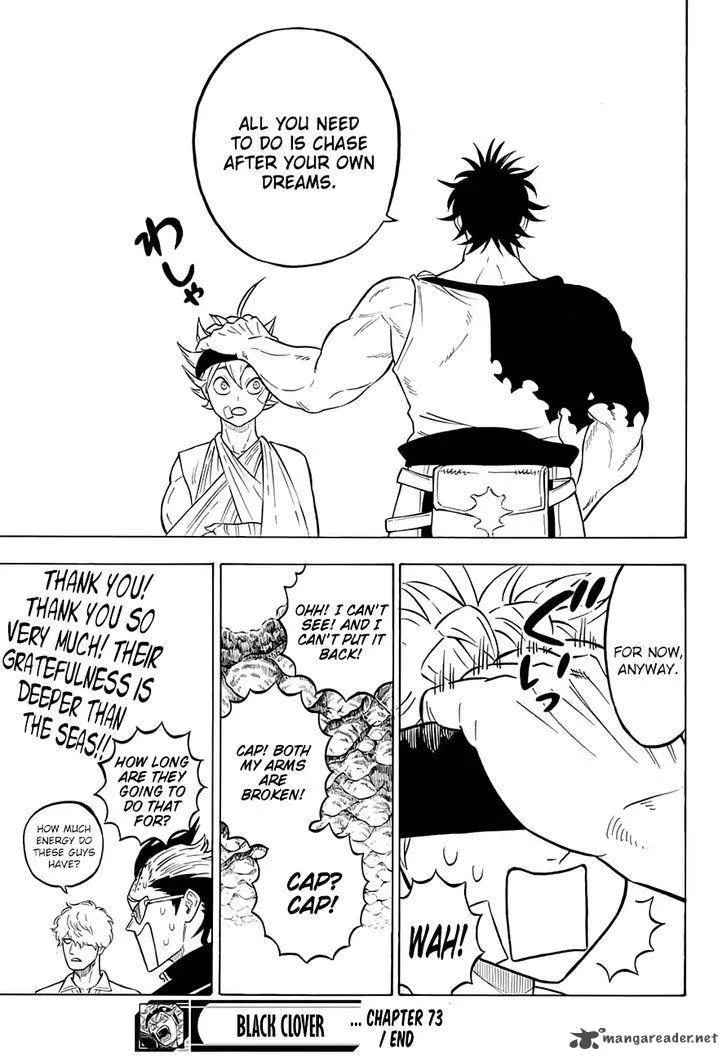 ALL YOU NEED
TO DO IS CHASE
AFTER YOUR OWN
DREAMS.
わしゃ
FOR NOW,
ANYWAY.
ぐい
WAH!
OHH! I CAN'T
SEE! AND I
CAN'T PUT IT
BACK!
CAP! BOTH
MY ARMS
ARE
BROKEN!
CAP?
CAP!
THANK YOU!
THANK YOU SO
VERY MUCH! THEIR
GRATEFULNESS IS
DEEPER THAN
THE SEAS!!
HOW LONG
ARE THEY
GOING TO
DO THAT
FOR?
HOW MUCH
ENERGY DO
THESE GUYS
HAVE?
BLACK CLOVER
... CHAPTER 73
/ END
mangareader.net